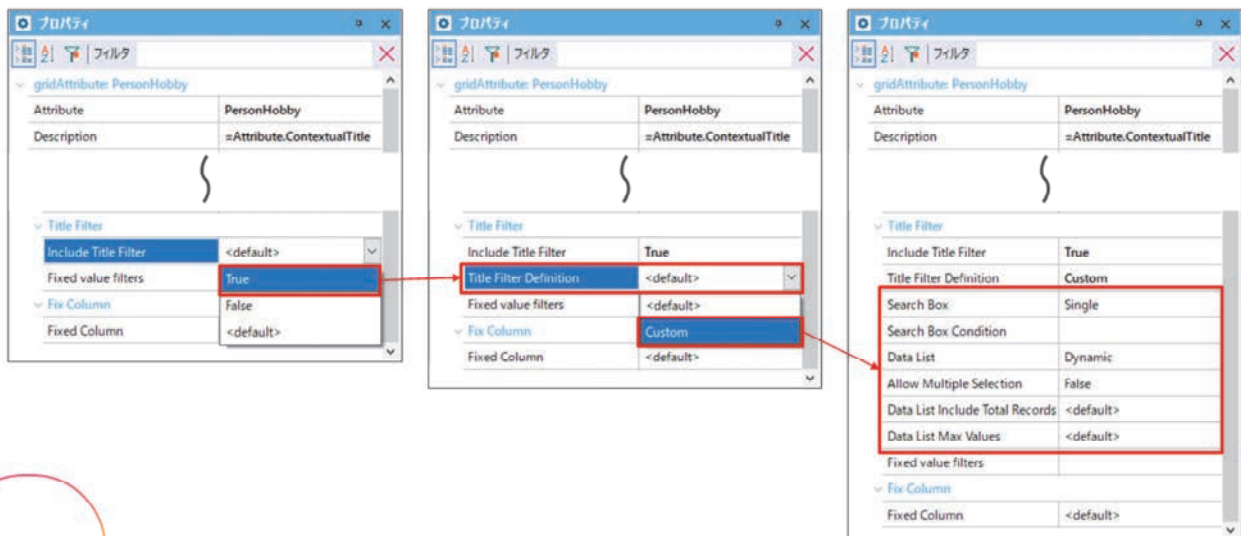 プロパティ
フィルタ
gridAttribute: PersonHobby
Attribute PersonHobby
Description =Attribute.ContextualTitle
Title Filter
Include Title Filter <default>
Fixed value filters True
Fix Column False
Fixed Column <default>
プロパティ
フィルタ
gridAttribute: PersonHobby
Attribute PersonHobby
Description =Attribute.ContextualTitle
Title Filter
Include Title Filter True
Title Filter Definition <default>
Fixed value filters <default>
Fix Column Custom
Fixed Column <default>
プロパティ
フィルタ
gridAttribute: PersonHobby
Attribute PersonHobby
Description =Attribute.ContextualTitle
Title Filter
Include Title Filter True
Title Filter Definition Custom
Search Box Single
Search Box Condition
Data List Dynamic
Allow Multiple Selection False
Data List Include Total Records <default>
Data List Max Values <default>
Fixed value filters
Fix Column
Fixed Column <default>